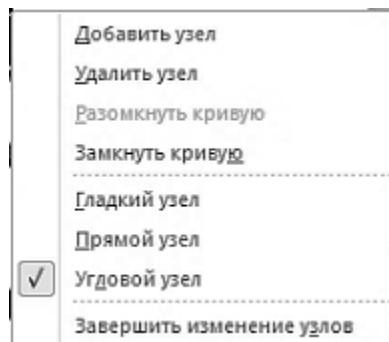 Добавить узел
Удалить узел
Разомкнуть кривую
Замкнуть кривую
Гладкий узел
Прямой узел
Угловой узел
Завершить изменение узлов